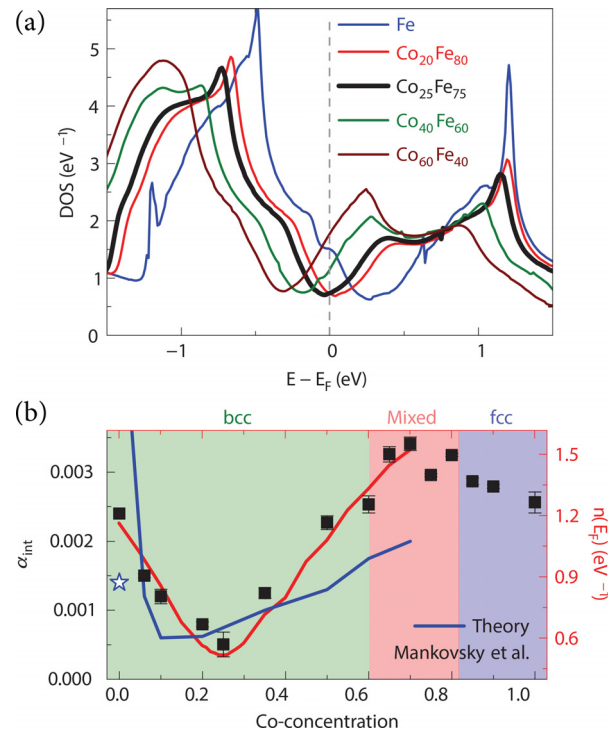 (a)
Fe
Co20Fe80
Co25Fe75
Co40Fe60
Co60Fe40
DOS (eV⁻¹)
5
4
3
2
1
0
−1
0
1
E − E_F (eV)
(b)
bcc
Mixed
fcc
α_int
0.003
0.002
0.001
0.000
1.5
1.2
0.9
0.6
n(E_F) (eV⁻¹)
Theory
Mankovsky et al.
0.0
0.2
0.4
0.6
0.8
1.0
Co-concentration